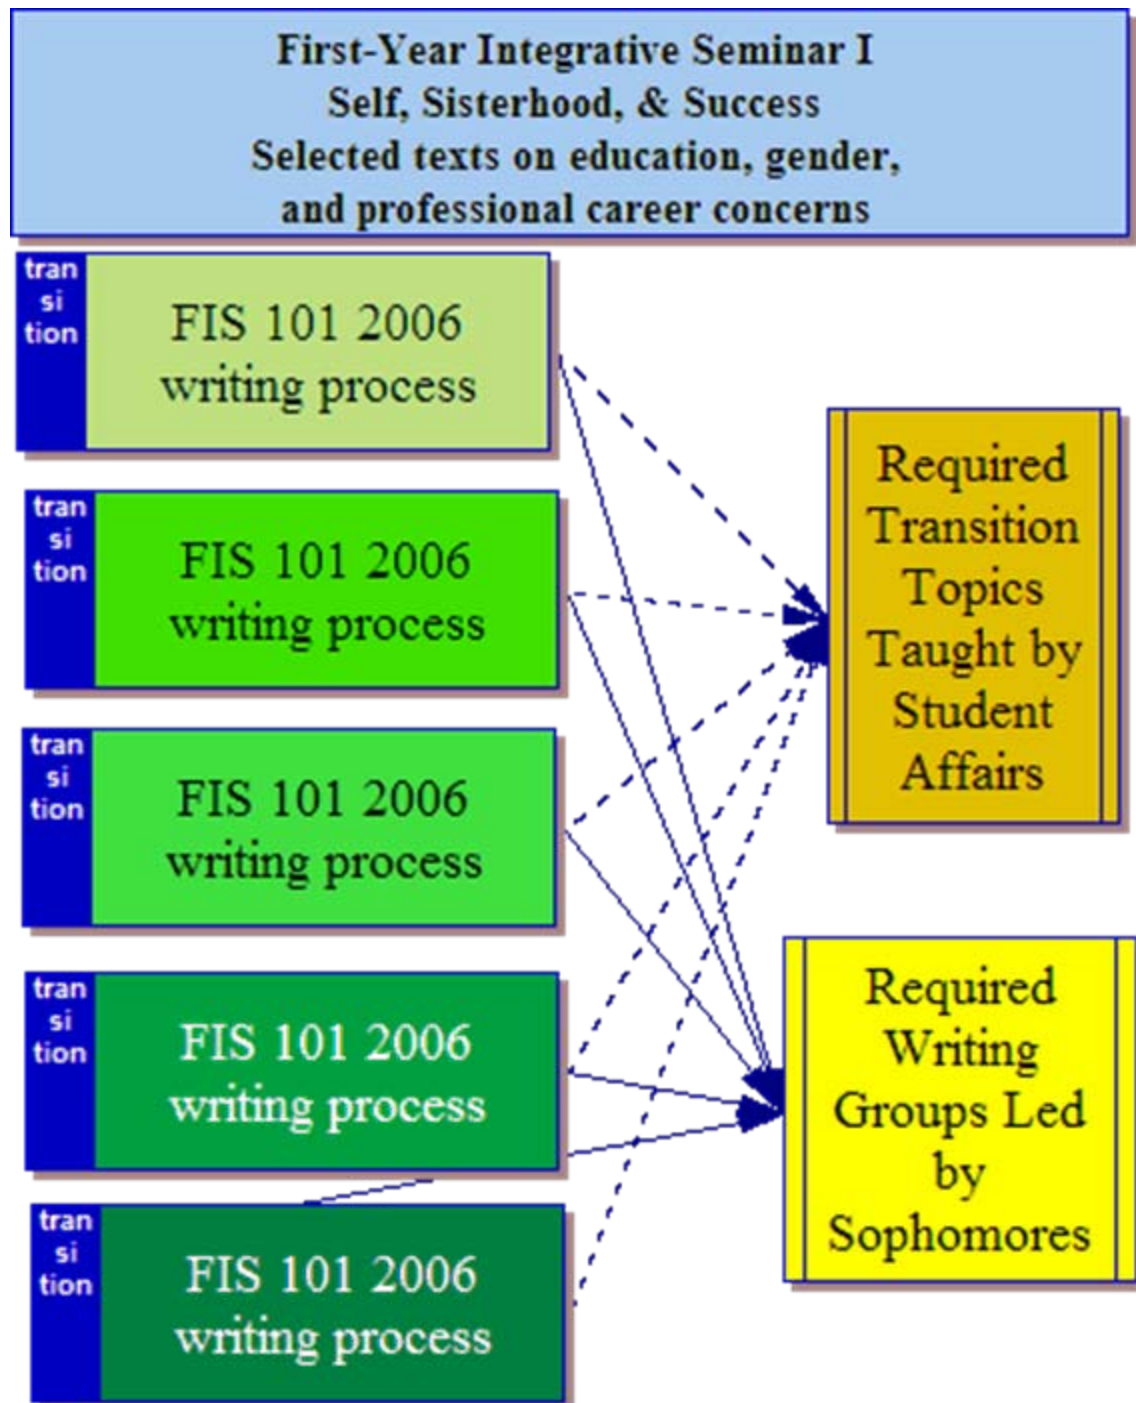 First-Year Integrative Seminar I
Self, Sisterhood, & Success
Selected texts on education, gender,
and professional career concerns
tran
si
tion
FIS 101 2006
writing process
tran
si
tion
FIS 101 2006
writing process
tran
si
tion
FIS 101 2006
writing process
tran
si
tion
FIS 101 2006
writing process
tran
si
tion
FIS 101 2006
writing process
Required
Transition
Topics
Taught by
Student
Affairs
Required
Writing
Groups Led
by
Sophomores